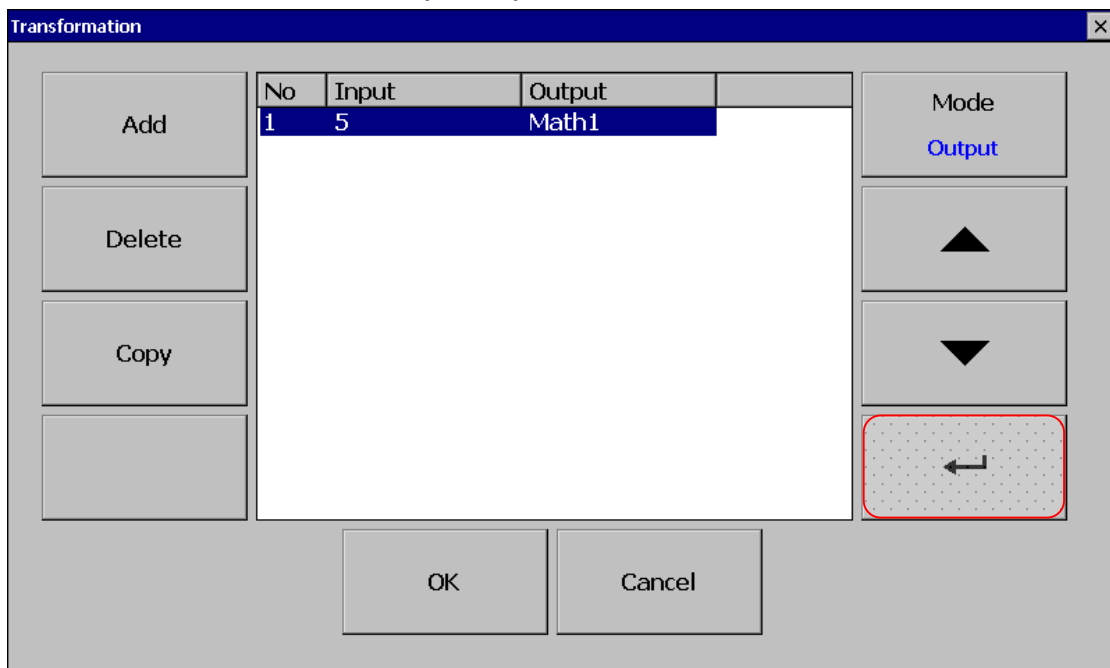 Transformation
No Input Output
1 5 Math1
Add
Delete
Copy
Mode
Output
OK
Cancel